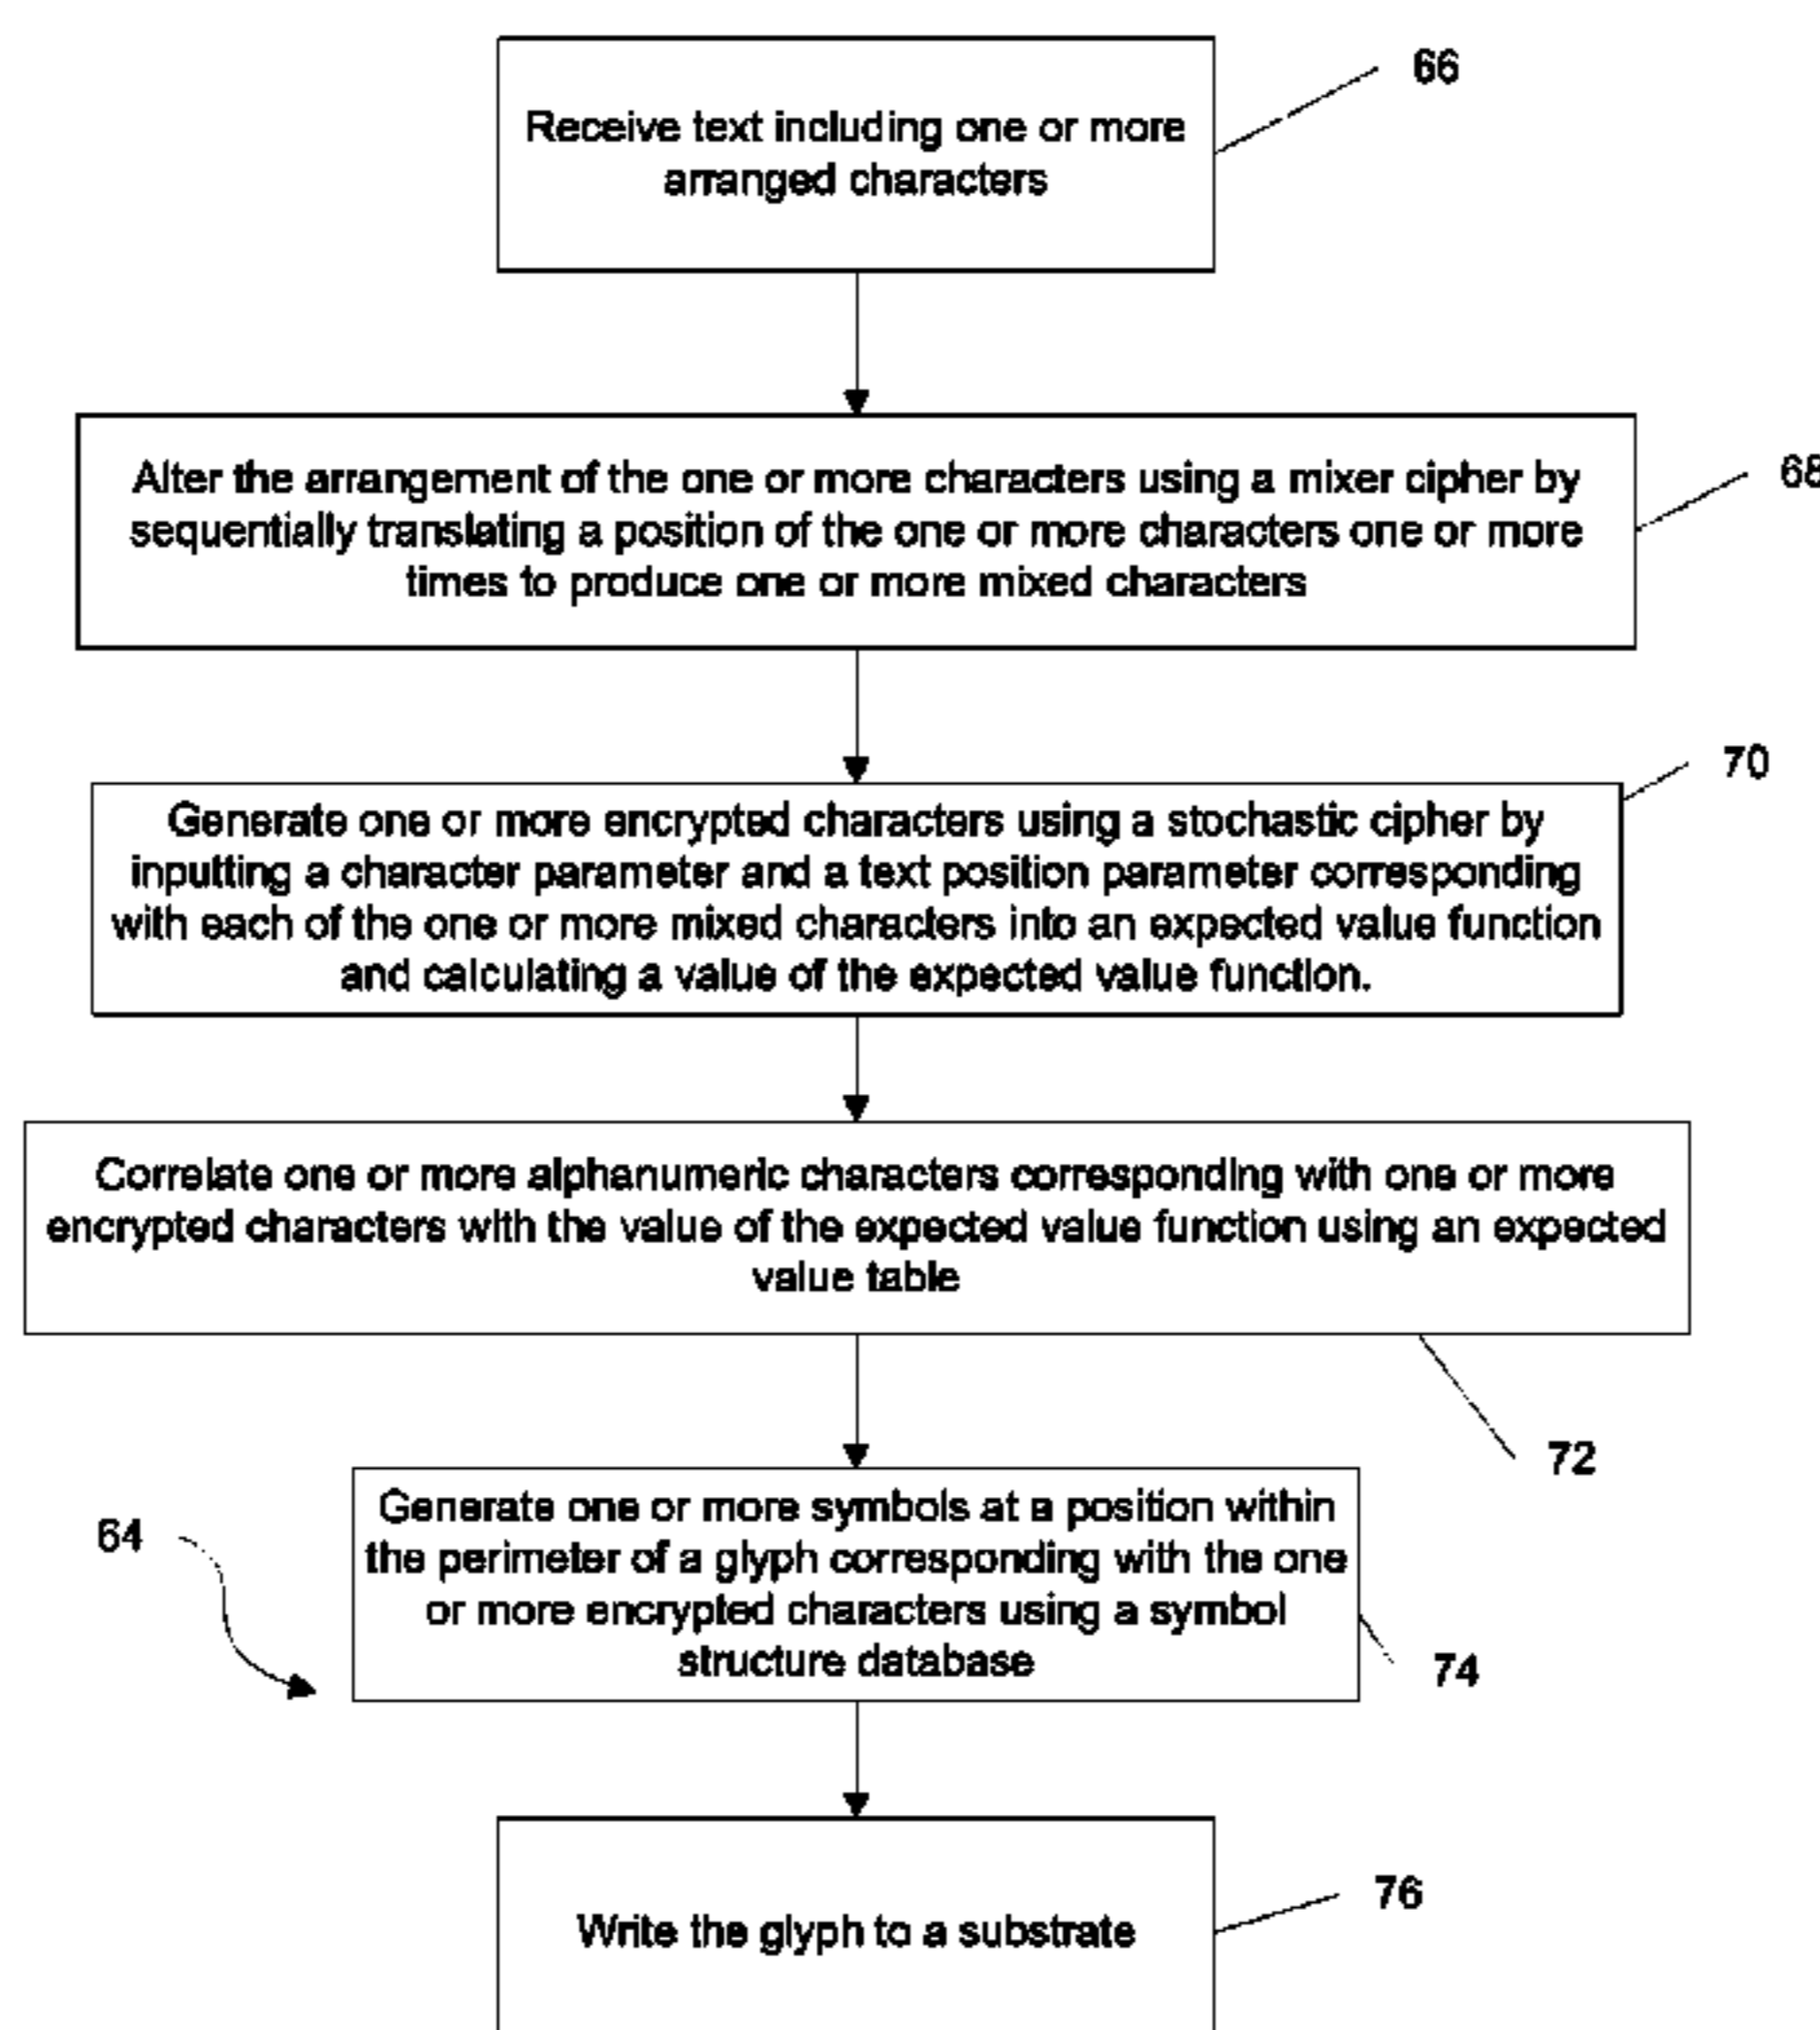 66
Receive text including one or more
arranged characters
68
Alter the arrangement of the one or more characters using a mixer cipher by
sequentially translating a position of the one or more characters one or more
times to produce one or more mixed characters
70
Generate one or more encrypted characters using a stochastic cipher by
inputting a character parameter and a text position parameter corresponding
with each of the one or more mixed characters into an expected value function
and calculating a value of the expected value function.
Correlate one or more alphanumeric characters corresponding with one or more
encrypted characters with the value of the expected value function using an expected
value table
72
64
Generate one or more symbols at a position within
the perimeter of a glyph corresponding with the one
or more encrypted characters using a symbol
structure database
74
76
Write the glyph to a substrate